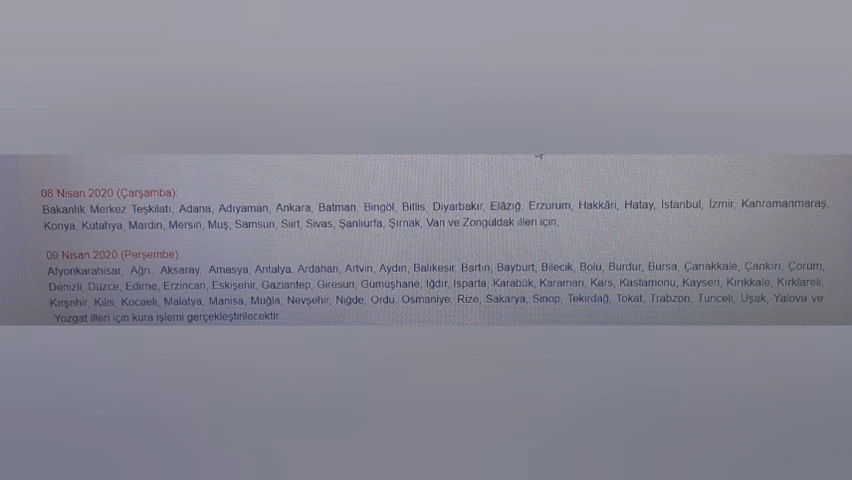 08 Nisan 2020 (Çarşamba):
Bakanlık Merkez Teşkilatı, Adana, Adıyaman, Ankara, Batman, Bingöl, Bitlis, Diyarbakır, Elâzığ, Erzurum, Hakkâri, Hatay, İstanbul, İzmir, Kahramanmaraş,
Konya, Kütahya, Mardin, Mersin, Muş, Samsun, Siirt, Sivas, Şanlıurfa, Şırnak, Van ve Zonguldak illeri için,
09 Nisan 2020 (Perşembe):
Afyonkarahisar, Ağrı, Aksaray, Amasya, Antalya, Ardahan, Artvin, Aydın, Balıkesir, Bartın, Bayburt, Bilecik, Bolu, Burdur, Bursa, Çanakkale, Çankırı, Çorum,
Denizli, Düzce, Edirne, Erzincan, Eskişehir, Gaziantep, Giresun, Gümüşhane, Iğdır, Isparta, Karabük, Karaman, Kars, Kastamonu, Kayseri, Kırıkkale, Kırklareli,
Kırşehir, Kilis, Kocaeli, Malatya, Manisa, Muğla, Nevşehir, Niğde, Ordu, Osmaniye, Rize, Sakarya, Sinop, Tekirdağ, Tokat, Trabzon, Tunceli, Uşak, Yalova ve
Yozgat illeri için kura işlemi gerçekleştirilecektir.